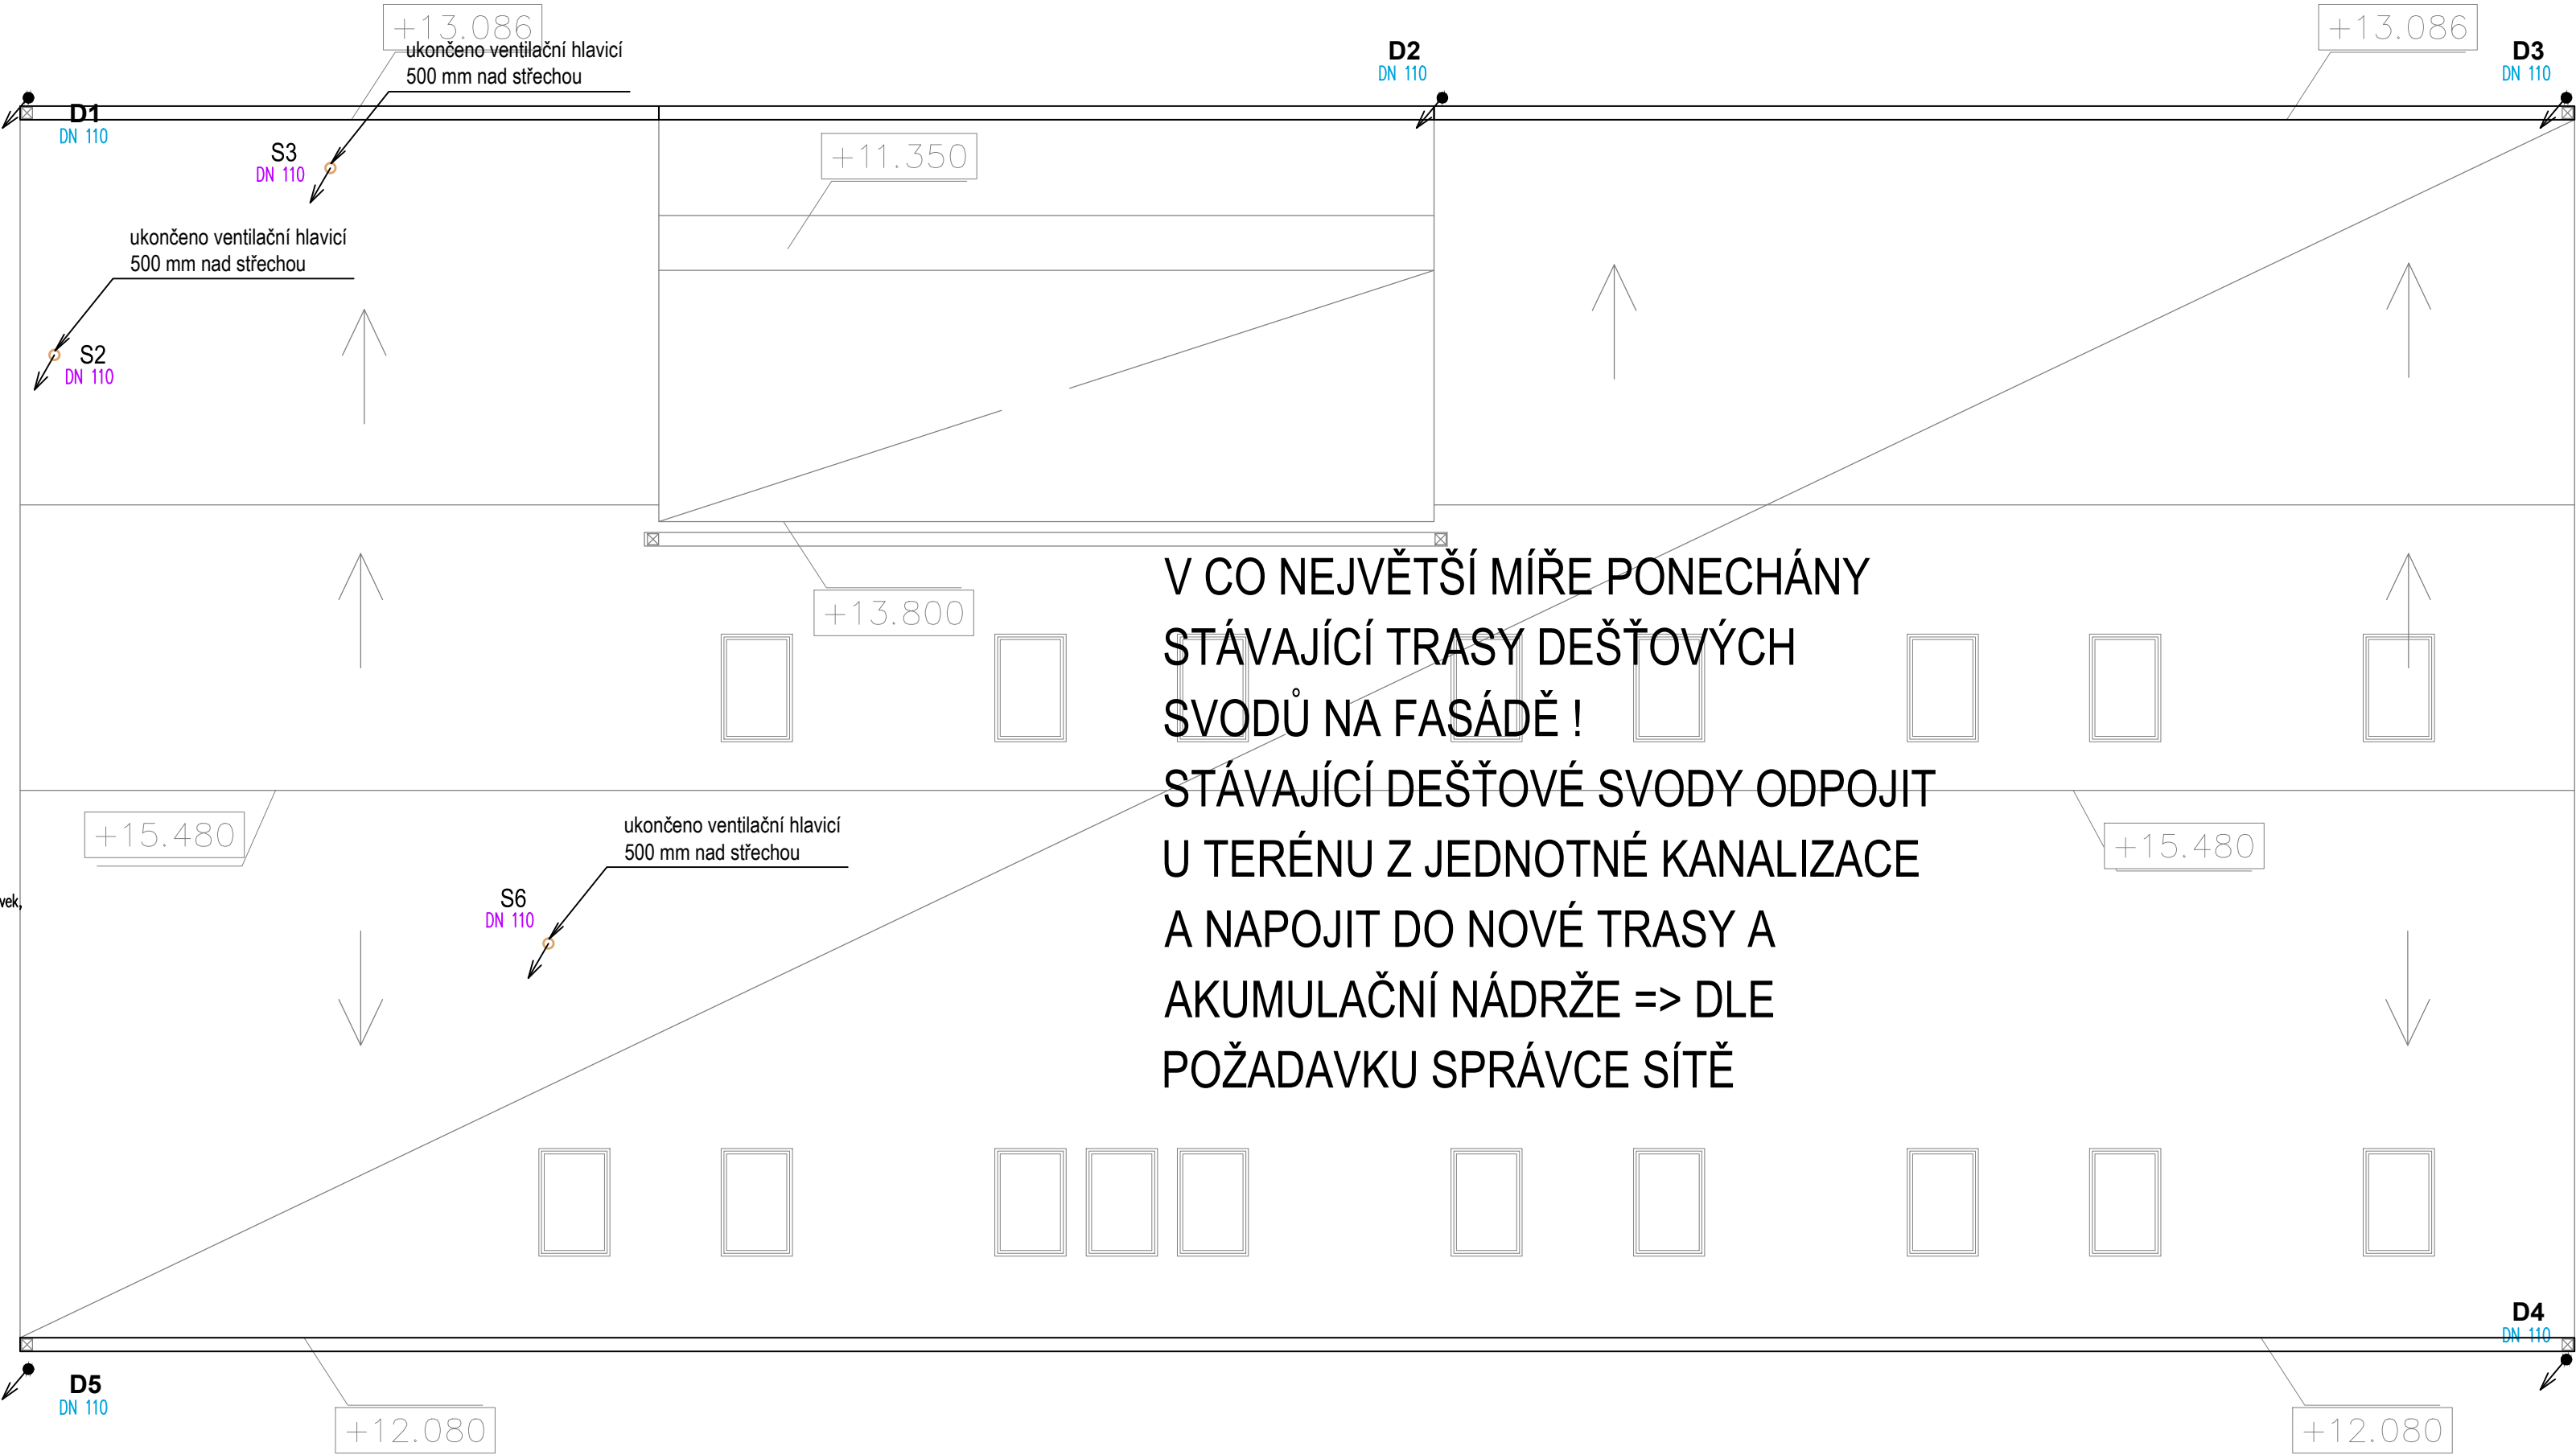 +13.086
ukončeno ventilační hlavicí
500 mm nad střechou
D2
DN 110
+13.086
D3
DN 110
D1
DN 110
S3
DN 110
+11.350
ukončeno ventilační hlavicí
500 mm nad střechou
S2
DN 110
+13.800
V CO NEJVĚTŠÍ MÍŘE PONECHÁNY
STÁVAJÍCÍ TRASY DEŠŤOVÝCH
SVODŮ NA FASÁDĚ !
STÁVAJÍCÍ DEŠŤOVÉ SVODY ODPOJIT
U TERÉNU Z JEDNOTNÉ KANALIZACE
A NAPOJIT DO NOVÉ TRASY A
AKUMULAČNÍ NÁDRŽE => DLE
POŽADAVKU SPRÁVCE SÍTĚ
+15.480
ukončeno ventilační hlavicí
500 mm nad střechou
+15.480
vek,
S6
DN 110
D4
DN 110
D5
DN 110
+12.080
+12.080